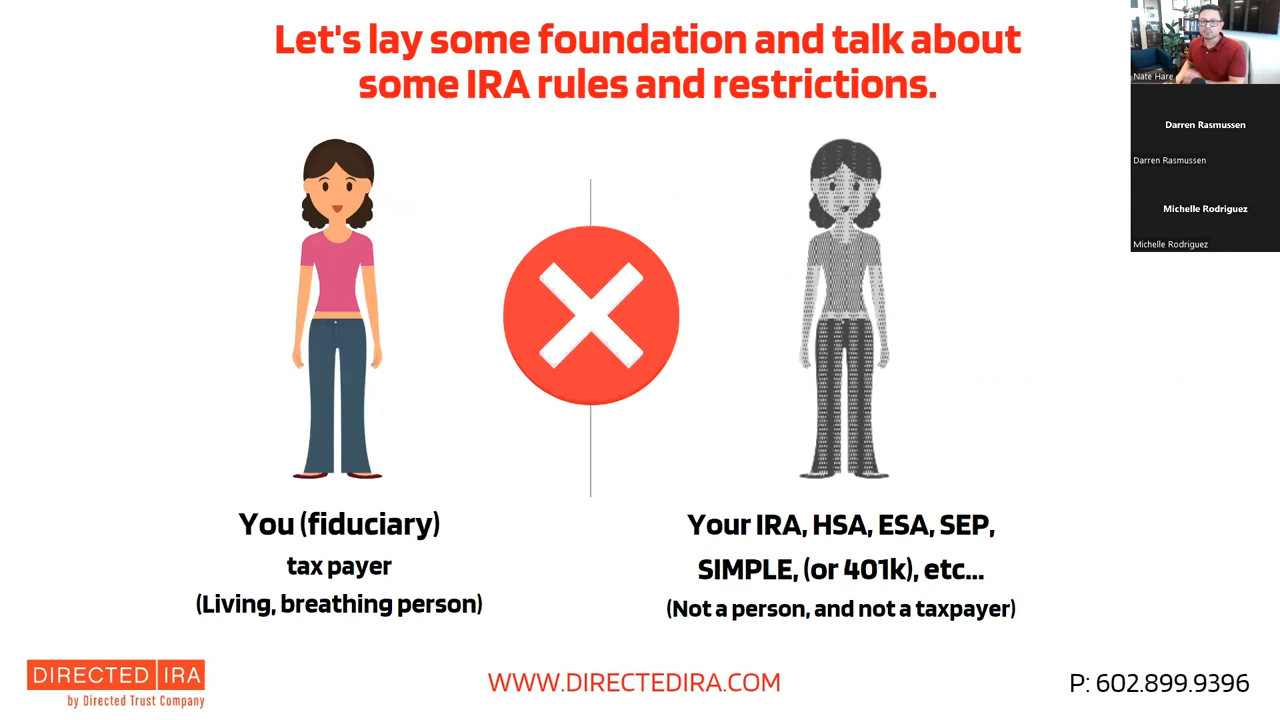 Let's lay some foundation and talk about
some IRA rules and restrictions.
Nate Hare
Darren Rasmussen
Darren Rasmussen
Michelle Rodriguez
Michelle Rodriguez
You (fiduciary)
tax payer
(Living, breathing person)
Your IRA, HSA, ESA, SEP,
SIMPLE, (or 401k), etc...
(Not a person, and not a taxpayer)
DIRECTED IRA
by Directed Trust Company
WWW.DIRECTEDIRA.COM
P: 602.899.9396